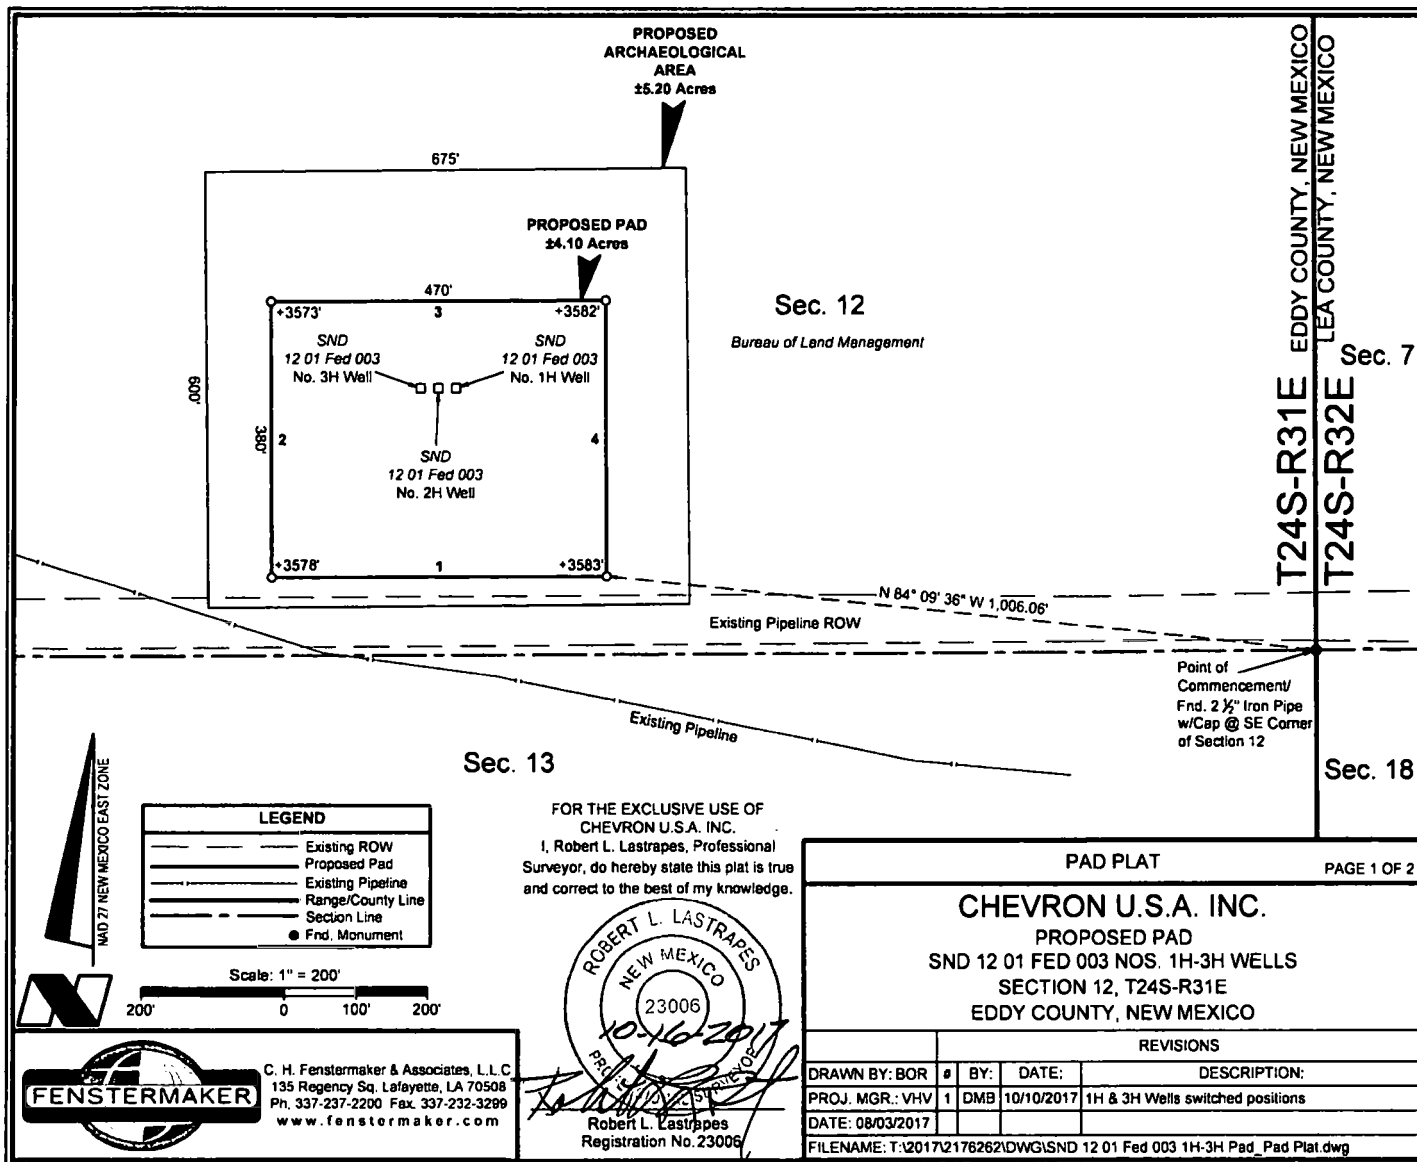 PROPOSED
ARCHAEOLOGICAL
AREA
±5.20 Acres
675'
PROPOSED PAD
±4.10 Acres
470'
+3573'
3
+3582'
SND
12 01 Fed 003
No. 3H Well
SND
12 01 Fed 003
No. 1H Well
600'
380'
2
4
SND
12 01 Fed 003
No. 2H Well
+3578'
1
+3583'
Sec. 12
Bureau of Land Management
EDDY COUNTY, NEW MEXICO
LEA COUNTY, NEW MEXICO
T24S-R31E
T24S-R32E
Sec. 7
N 84° 09' 36" W 1,006.06'
Existing Pipeline ROW
Existing Pipeline
Point of
Commencement/
Fnd. 2 ½" Iron Pipe
w/Cap @ SE Corner
of Section 12
Sec. 13
Sec. 18
NAD 27 NEW MEXICO EAST ZONE
LEGEND
Existing ROW
Proposed Pad
Existing Pipeline
Range/County Line
Section Line
Fnd. Monument
Scale: 1" = 200'
200' 0 100' 200'
FOR THE EXCLUSIVE USE OF
CHEVRON U.S.A. INC.
I, Robert L. Lastrapes, Professional
Surveyor, do hereby state this plat is true
and correct to the best of my knowledge.
ROBERT L. LASTRAPES
NEW MEXICO
23006
10-16-2017
SURVEYOR
Robert L. Lastrapes
Registration No. 23006
FENSTERMAKER
C. H. Fenstermaker & Associates, L.L.C
135 Regency Sq. Lafayette, LA 70508
Ph. 337-237-2200 Fax. 337-232-3299
www.fenstermaker.com
PAD PLAT
PAGE 1 OF 2
CHEVRON U.S.A. INC.
PROPOSED PAD
SND 12 01 FED 003 NOS. 1H-3H WELLS
SECTION 12, T24S-R31E
EDDY COUNTY, NEW MEXICO
REVISIONS
DRAWN BY: BOR # BY: DATE: DESCRIPTION:
PROJ. MGR.: VHV 1 DMB 10/10/2017 1H & 3H Wells switched positions
DATE: 08/03/2017
FILENAME: T:\2017\2176262\DWG\SND 12 01 Fed 003 1H-3H Pad_Pad Plat.dwg